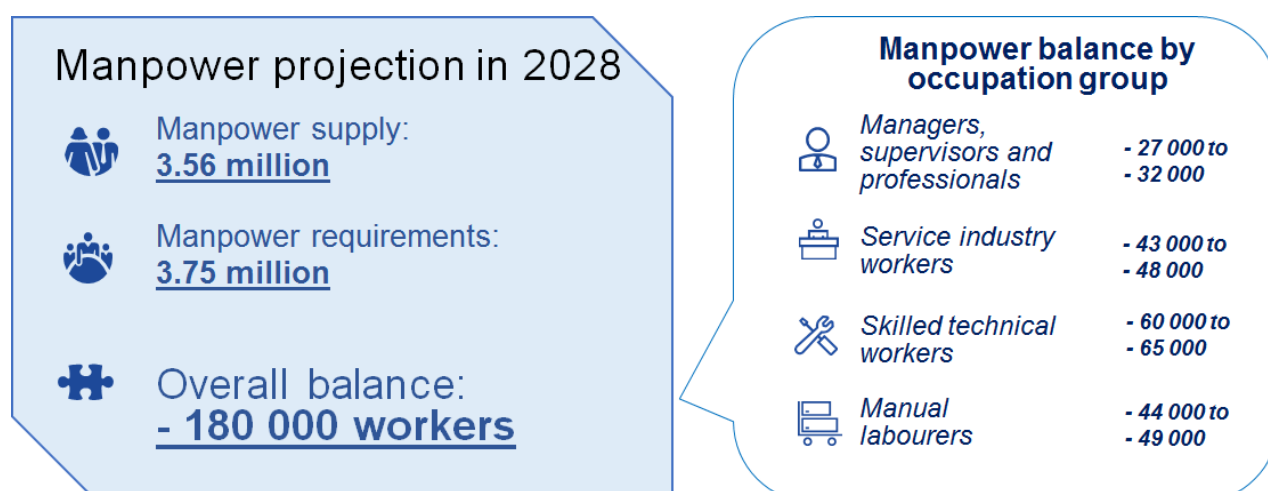 Manpower projection in 2028
Manpower supply:
3.56 million
Manpower requirements:
3.75 million
Overall balance:
- 180 000 workers
Manpower balance by
occupation group
Managers,
supervisors and
professionals
- 27 000 to
- 32 000
Service industry
workers
- 43 000 to
- 48 000
Skilled technical
workers
- 60 000 to
- 65 000
Manual
labourers
- 44 000 to
- 49 000